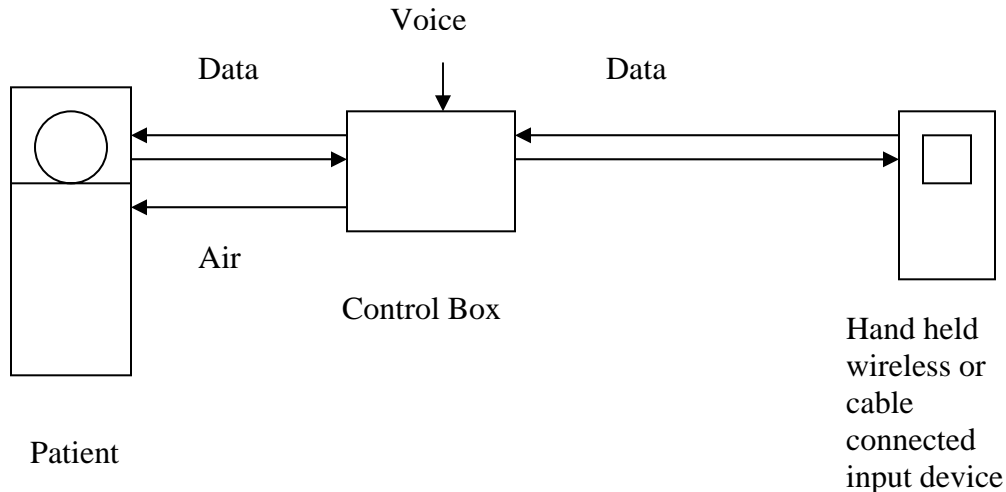 Voice
Data
Data
Air
Control Box
Hand held
wireless or
cable
connected
input device
Patient